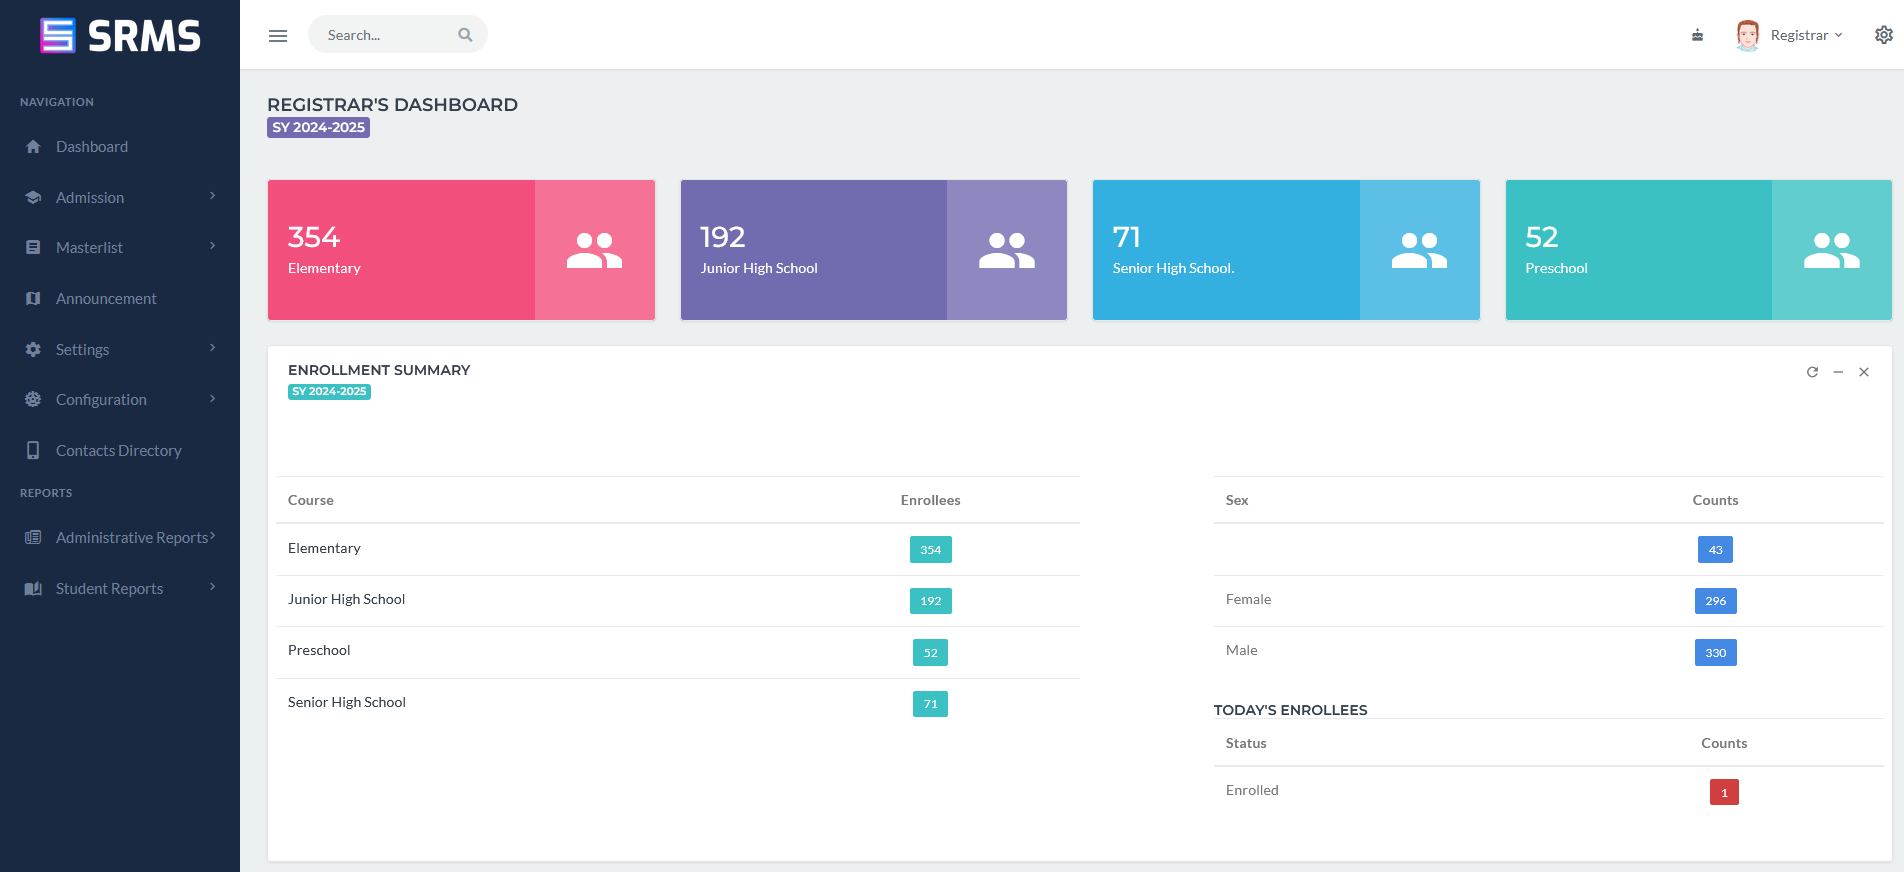 SRMS
Search...
Registrar
NAVIGATION
Dashboard
Admission
Masterlist
Announcement
Settings
Configuration
Contacts Directory
REPORTS
Administrative Reports
Student Reports
REGISTRAR'S DASHBOARD
SY 2024-2025
354
Elementary
192
Junior High School
71
Senior High School.
52
Preschool
ENROLLMENT SUMMARY
SY 2024-2025
Course Enrollees
Elementary 354
Junior High School 192
Preschool 52
Senior High School 71
Sex Counts
43
Female 296
Male 330
TODAY'S ENROLLEES
Status Counts
Enrolled 1